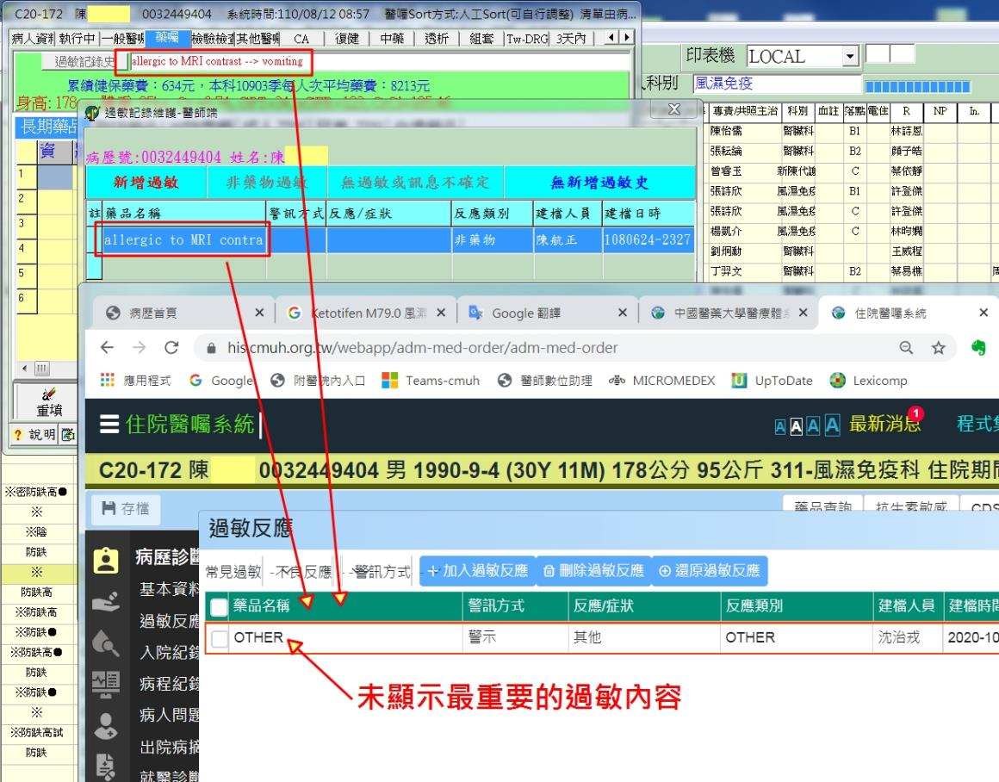 C20-172 陳 0032449404 系統時間:110/08/12 08:57 醫囑Sort方式:人工Sort(可自行調整) 清單由病...
病人資料 執行中 一般醫囑 藥囑 檢驗檢查 其他醫囑 CA 復健 中藥 透析 組套 Tw-DRG 3天內
過敏記錄史 allergic to MRI contrast --> vomiting
累績健保藥費：634元，本科10903季每人次平均藥費：8213元
身高: 178
長期藥品
資
1
2
3
4
5
6
重填
? 說明
印表機 LOCAL
科別 風濕免疫
專責/共照主治 科別 血註 落點 電住 R NP In.
陳怡儒 腎臟科 B1 林詩恩
張紜綸 腎臟科 B2 顏子皓
曾睿玉 新陳代謝 C 蔡依靜
張詩欣 風濕免疫 B1 許登傑
張詩欣 風濕免疫 C 許登傑
楊凱介 風濕免疫 C 林昀嫻
劉炯勳 腎臟科 王威程
丁羿文 腎臟科 B2 蔡易樵
過敏記錄維護-醫師端
病歷號:0032449404 姓名:陳
新增過敏 非藥物過敏 無過敏或訊息不確定 無新增過敏史
註 藥品名稱 警訊方式 反應/症狀 反應類別 建檔人員 建檔日時
allergic to MRI contra 非藥物 陳航正 1080624-2327
病歷首頁 Ketotifen M79.0 風濕 Google 翻譯 中國醫藥大學醫療體系 住院醫囑系統
his.cmuh.org.tw/webapp/adm-med-order/adm-med-order
應用程式 Google 附醫院內入口 Teams-cmuh 醫師數位助理 MICROMEDEX UpToDate Lexicomp
住院醫囑系統 A A A A 最新消息 1 程式集
C20-172 陳 0032449404 男 1990-9-4 (30Y 11M) 178公分 95公斤 311-風濕免疫科 住院期間
存檔 藥品查詢 抗生素敏感 CDS
※密防跌高●
※
※陰
防跌
※
防跌高
※防跌高
※防跌●
※防跌高●
防跌
※防跌●
※
※防跌高試
防跌
病歷診斷
基本資料
過敏反應
入院紀錄
病程紀錄
病人問題
出院病摘
就醫診斷
過敏反應
常見過敏 -不良反應 -警訊方式 - + 加入過敏反應 刪除過敏反應 還原過敏反應
藥品名稱 警訊方式 反應/症狀 反應類別 建檔人員 建檔時間
OTHER 警示 其他 OTHER 沈治戎 2020-10
未顯示最重要的過敏內容